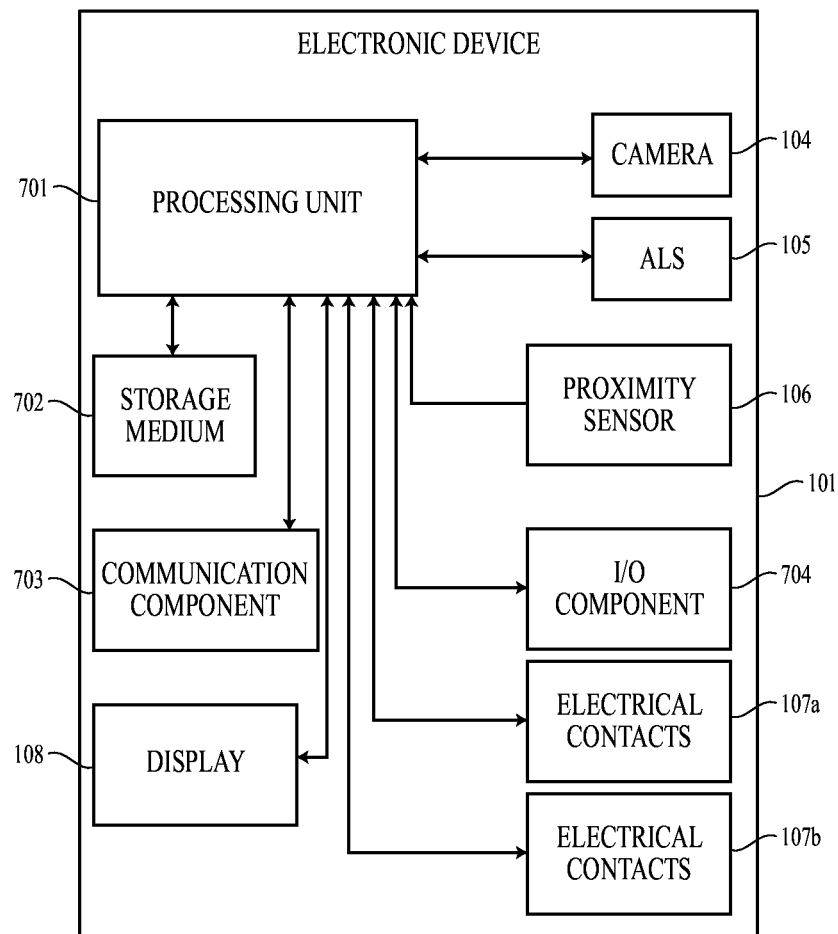 ELECTRONIC DEVICE
701
PROCESSING UNIT
CAMERA
104
ALS
105
702
STORAGE
MEDIUM
PROXIMITY
SENSOR
106
101
703
COMMUNICATION
COMPONENT
I/O
COMPONENT
704
ELECTRICAL
CONTACTS
107a
108
DISPLAY
ELECTRICAL
CONTACTS
107b